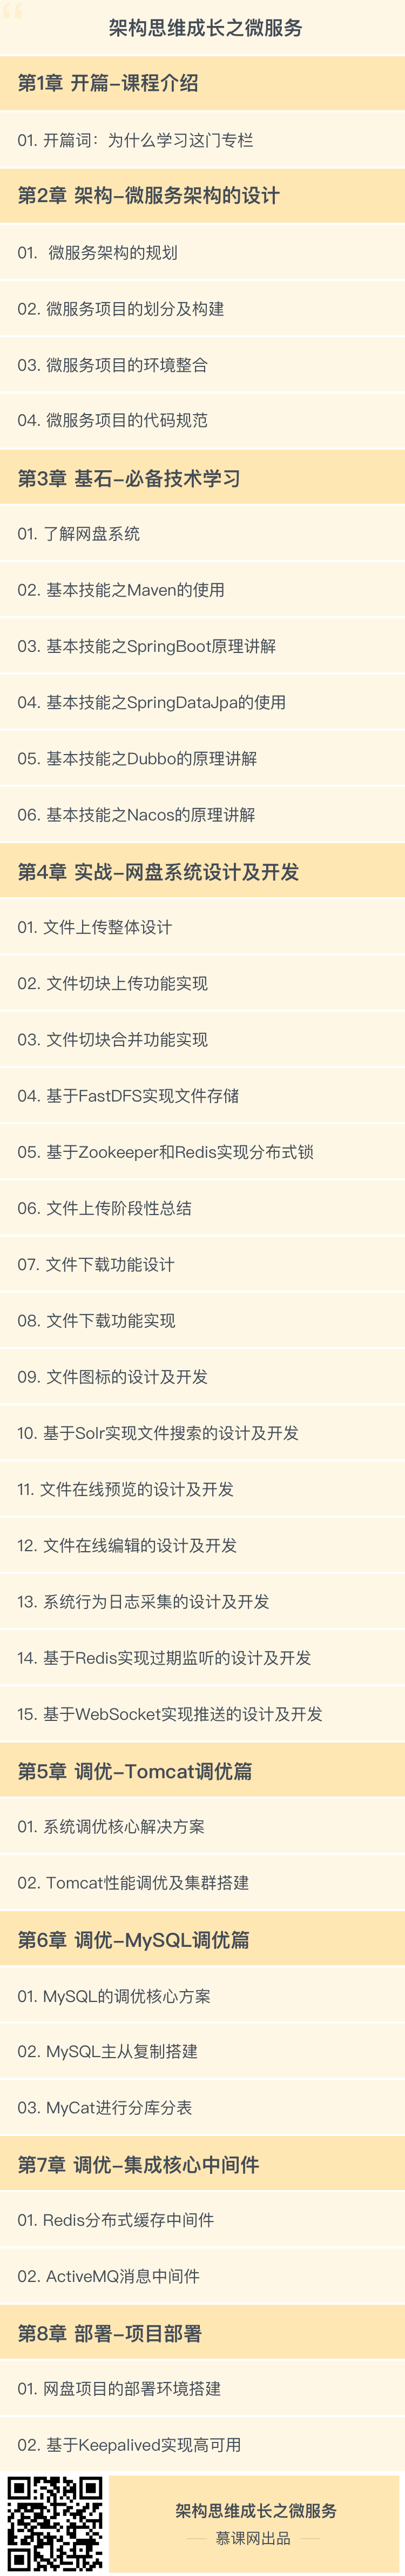 架构思维成长之微服务
第1章 开篇–课程介绍
01. 开篇词：为什么学习这门专栏
第2章 架构–微服务架构的设计
01. 微服务架构的规划
02. 微服务项目的划分及构建
03. 微服务项目的环境整合
04. 微服务项目的代码规范
第3章 基石–必备技术学习
01. 了解网盘系统
02. 基本技能之Maven的使用
03. 基本技能之SpringBoot原理讲解
04. 基本技能之SpringDataJpa的使用
05. 基本技能之Dubbo的原理讲解
06. 基本技能之Nacos的原理讲解
第4章 实战–网盘系统设计及开发
01. 文件上传整体设计
02. 文件切块上传功能实现
03. 文件切块合并功能实现
04. 基于FastDFS实现文件存储
05. 基于Zookeeper和Redis实现分布式锁
06. 文件上传阶段性总结
07. 文件下载功能设计
08. 文件下载功能实现
09. 文件图标的设计及开发
10. 基于Solr实现文件搜索的设计及开发
11. 文件在线预览的设计及开发
12. 文件在线编辑的设计及开发
13. 系统行为日志采集的设计及开发
14. 基于Redis实现过期监听的设计及开发
15. 基于WebSocket实现推送的设计及开发
第5章 调优–Tomcat调优篇
01. 系统调优核心解决方案
02. Tomcat性能调优及集群搭建
第6章 调优–MySQL调优篇
01. MySQL的调优核心方案
02. MySQL主从复制搭建
03. MyCat进行分库分表
第7章 调优–集成核心中间件
01. Redis分布式缓存中间件
02. ActiveMQ消息中间件
第8章 部署–项目部署
01. 网盘项目的部署环境搭建
02. 基于Keepalived实现高可用
架构思维成长之微服务
慕课网出品